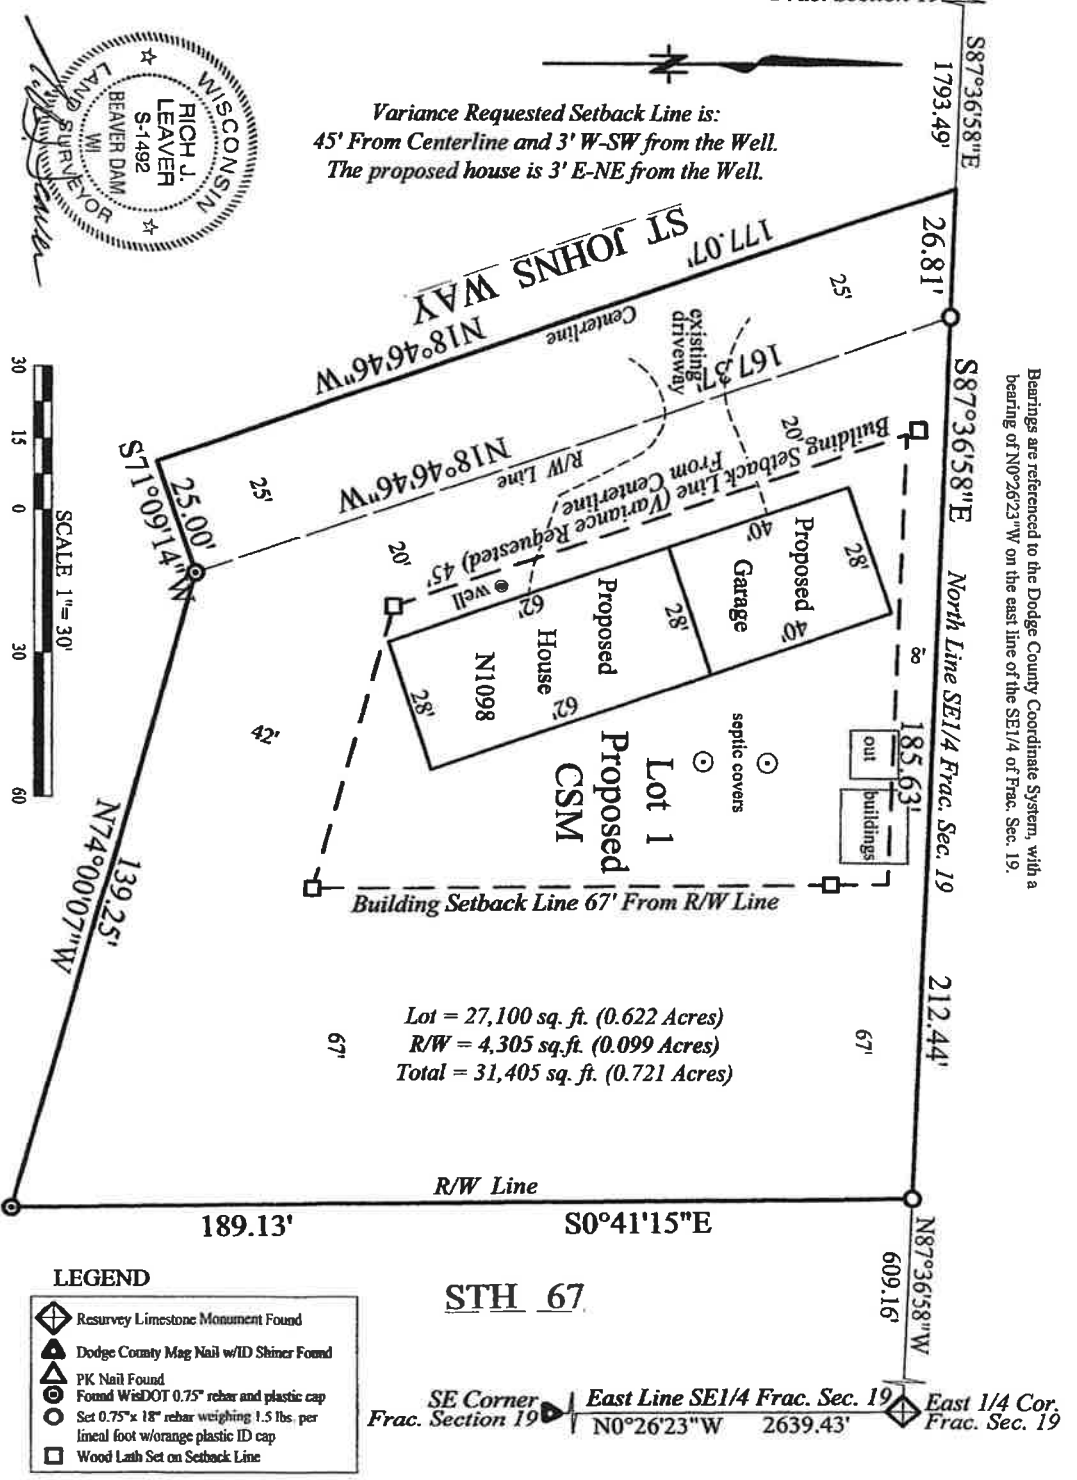 S87°36'58"E
1793.49'
Variance Requested Setback Line is:
45' From Centerline and 3' W-SW from the Well.
The proposed house is 3' E-NE from the Well.
WISCONSIN
RICH J.
LEAVER
S-1492
BEAVER DAM
WI
LAND SURVEYOR
ST JOHNS WAY
177.07'
N18°46'46"W
Centerline
26.81'
25'
existing
driveway
167.37'
N18°46'46"W
R/W Line
25'
25.00'
S71°09'14"W
20'
20'
Building Setback Line (Variance Requested) 45'
From Centerline
well
Proposed
Garage
40'
40'
28'
28'
Proposed
House
N1098
62'
62'
28'
S87°36'58"E North Line SE1/4 Frac. Sec. 19
8'
185.63'
212.44'
Bearings are referenced to the Dodge County Coordinate System, with a
bearing of N0°26'23"W on the east line of the SE1/4 of Frac. Sec. 19.
out
buildings
septic covers
Lot 1
Proposed
CSM
42'
139.25'
N74°00'07"W
SCALE 1"= 30'
30 15 0 30 60
Building Setback Line 67' From R/W Line
Lot = 27,100 sq. ft. (0.622 Acres)
R/W = 4,305 sq.ft. (0.099 Acres)
Total = 31,405 sq. ft. (0.721 Acres)
67'
67'
R/W Line
189.13'
S0°41'15"E
STH 67
N87°36'58"W
609.16'
LEGEND
Resurvey Limestone Monument Found
Dodge County Mag Nail w/ID Shiner Found
PK Nail Found
Found WisDOT 0.75" rebar and plastic cap
Set 0.75"x 18" rebar weighing 1.5 lbs. per
lineal foot w/orange plastic ID cap
Wood Lath Set on Setback Line
SE Corner
Frac. Section 19
East Line SE1/4 Frac. Sec. 19
N0°26'23"W 2639.43'
East 1/4 Cor.
Frac. Sec. 19